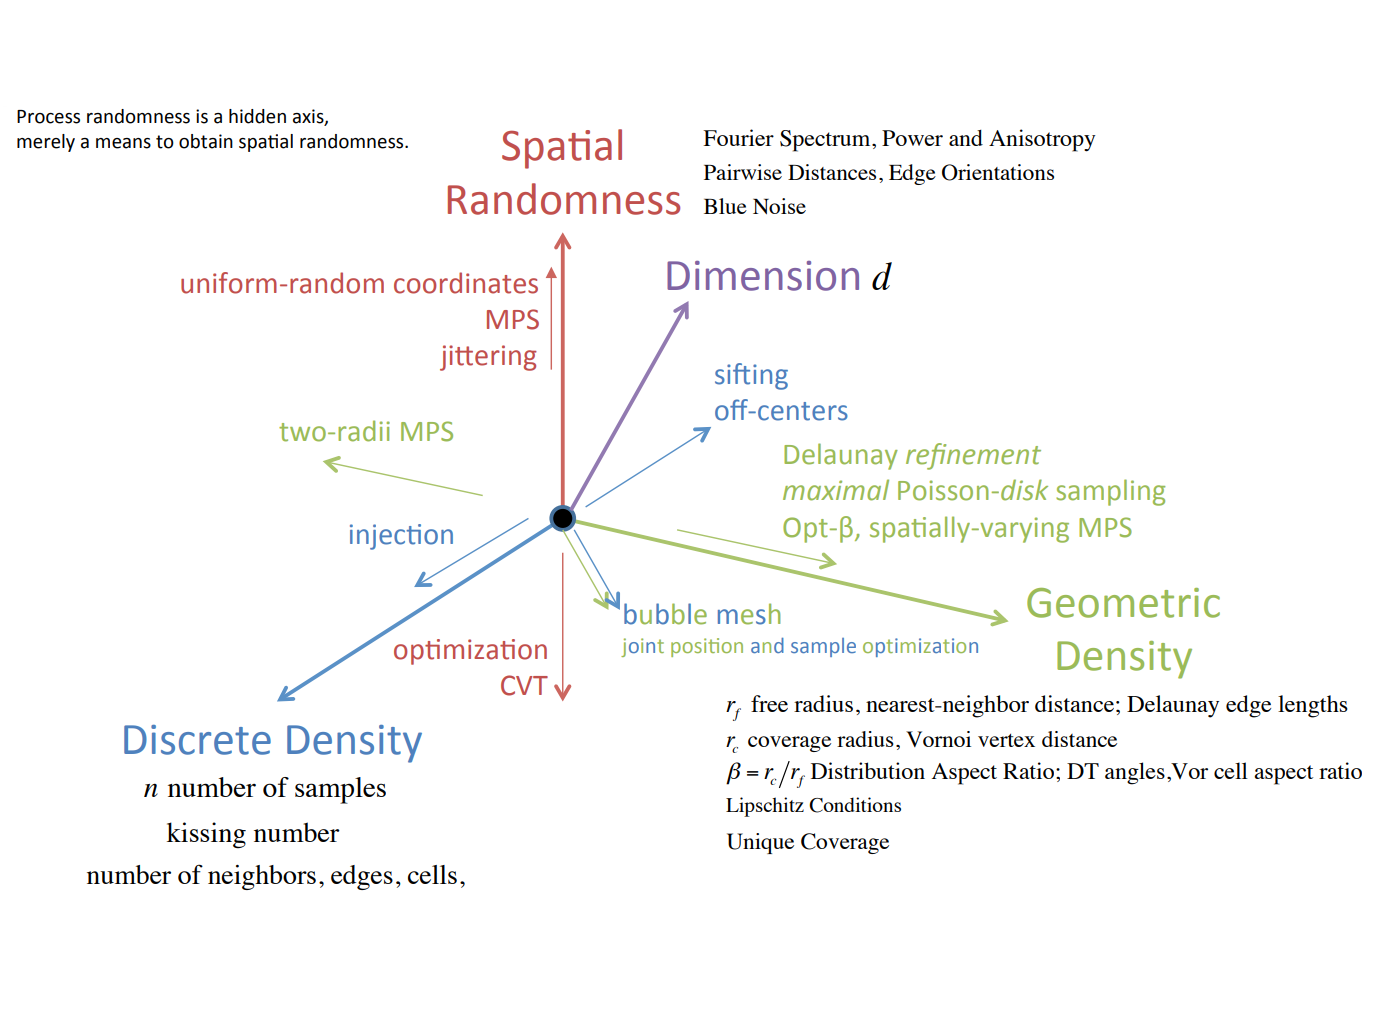 Process randomness is a hidden axis,
merely a means to obtain spatial randomness.
Spatial
Randomness
Fourier Spectrum, Power and Anisotropy
Pairwise Distances, Edge Orientations
Blue Noise
uniform-random coordinates
MPS
jittering
Dimension d
sifting
off-centers
two-radii MPS
Delaunay refinement
maximal Poisson-disk sampling
Opt-β, spatially-varying MPS
injection
Geometric
Density
bubble mesh
joint position and sample optimization
optimization
CVT
Discrete Density
n number of samples
kissing number
number of neighbors, edges, cells,
r_f free radius, nearest-neighbor distance; Delaunay edge lengths
r_c coverage radius, Vornoi vertex distance
β = r_c/r_f Distribution Aspect Ratio; DT angles,Vor cell aspect ratio
Lipschitz Conditions
Unique Coverage